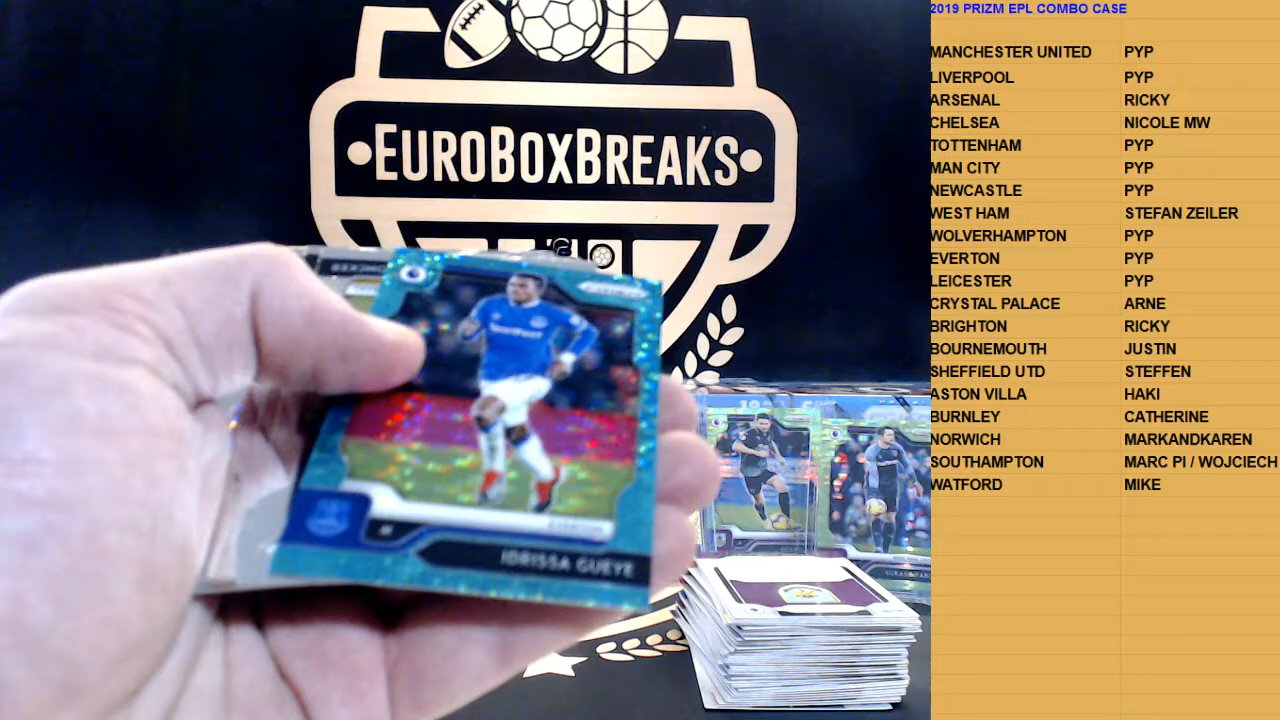 EUROBOXBREAKS
EVERTON
IDRISSA GUEYE
2019 PRIZM EPL COMBO CASE
MANCHESTER UNITED PYP
LIVERPOOL PYP
ARSENAL RICKY
CHELSEA NICOLE MW
TOTTENHAM PYP
MAN CITY PYP
NEWCASTLE PYP
WEST HAM STEFAN ZEILER
WOLVERHAMPTON PYP
EVERTON PYP
LEICESTER PYP
CRYSTAL PALACE ARNE
BRIGHTON RICKY
BOURNEMOUTH JUSTIN
SHEFFIELD UTD STEFFEN
ASTON VILLA HAKI
BURNLEY CATHERINE
NORWICH MARKANDKAREN
SOUTHAMPTON MARC PI / WOJCIECH
WATFORD MIKE